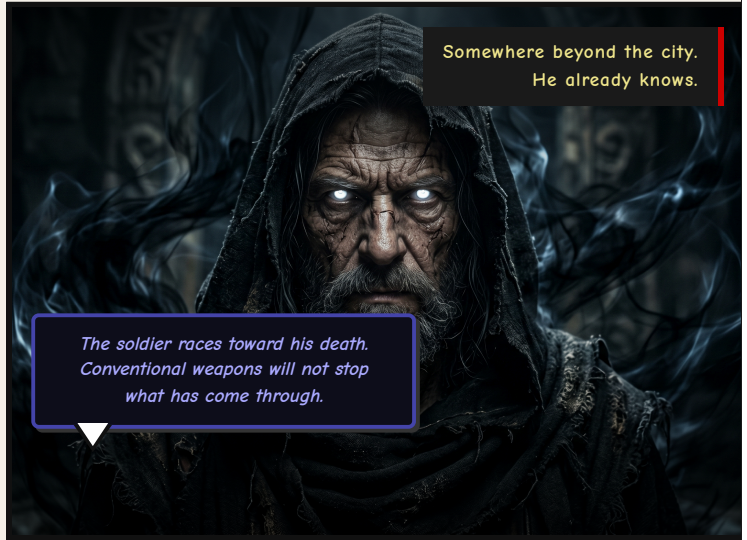 Somewhere beyond the city.
He already knows.
The soldier races toward his death.
Conventional weapons will not stop
what has come through.